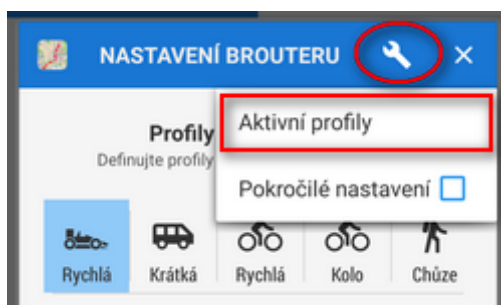 NASTAVENÍ BROUTERU
Aktivní profily
Profily
Definujte profily
Pokročilé nastavení
Rychlá Krátká Rychlá Kolo Chůze